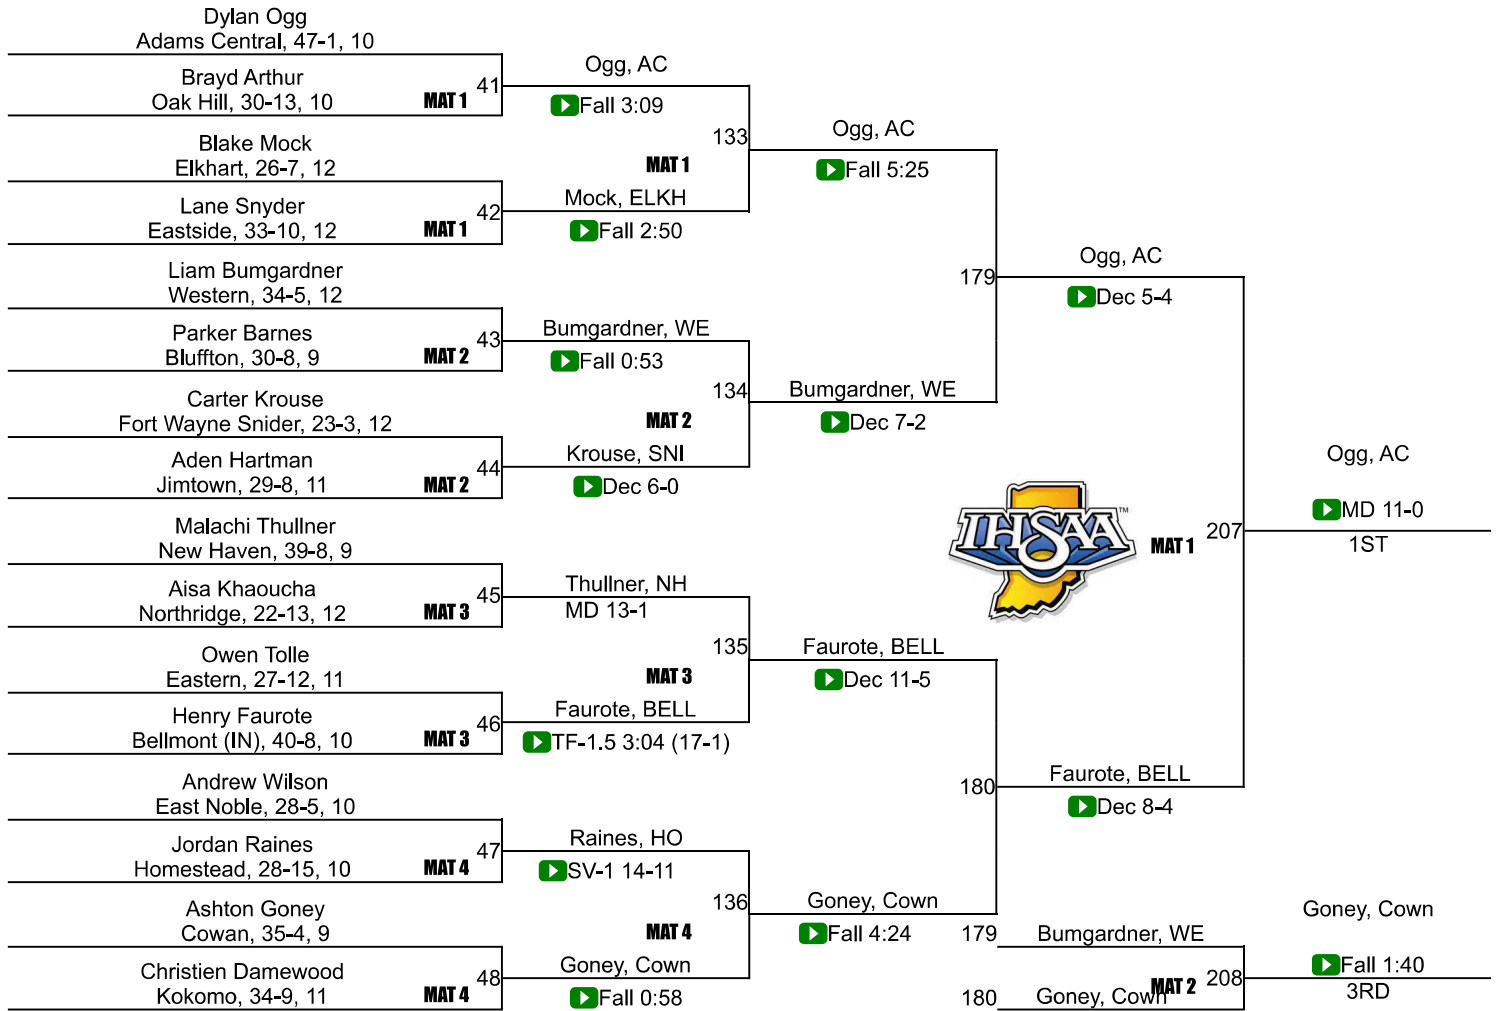 Dylan Ogg
Adams Central, 47-1, 10
Brayd Arthur
Oak Hill, 30-13, 10
MAT 1
41
Blake Mock
Elkhart, 26-7, 12
Lane Snyder
Eastside, 33-10, 12
MAT 1
42
Liam Bumgardner
Western, 34-5, 12
Parker Barnes
Bluffton, 30-8, 9
MAT 2
43
Carter Krouse
Fort Wayne Snider, 23-3, 12
Aden Hartman
Jimtown, 29-8, 11
MAT 2
44
Malachi Thullner
New Haven, 39-8, 9
Aisa Khaoucha
Northridge, 22-13, 12
MAT 3
45
Owen Tolle
Eastern, 27-12, 11
Henry Faurote
Bellmont (IN), 40-8, 10
MAT 3
46
Andrew Wilson
East Noble, 28-5, 10
Jordan Raines
Homestead, 28-15, 10
MAT 4
47
Ashton Goney
Cowan, 35-4, 9
Christien Damewood
Kokomo, 34-9, 11
MAT 4
48
Ogg, AC
Fall 3:09
133
MAT 1
Mock, ELKH
Fall 2:50
Bumgardner, WE
Fall 0:53
134
MAT 2
Krouse, SNI
Dec 6-0
Thullner, NH
MD 13-1
135
MAT 3
Faurote, BELL
TF-1.5 3:04 (17-1)
Raines, HO
SV-1 14-11
136
MAT 4
Goney, Cown
Fall 0:58
Ogg, AC
Fall 5:25
179
Bumgardner, WE
Dec 7-2
Faurote, BELL
Dec 11-5
180
Goney, Cown
Fall 4:24
Ogg, AC
Dec 5-4
IHSAA™
MAT 1
207
Faurote, BELL
Dec 8-4
Ogg, AC
MD 11-0
1ST
179
Bumgardner, WE
MAT 2
208
180
Goney, Cown
Goney, Cown
Fall 1:40
3RD